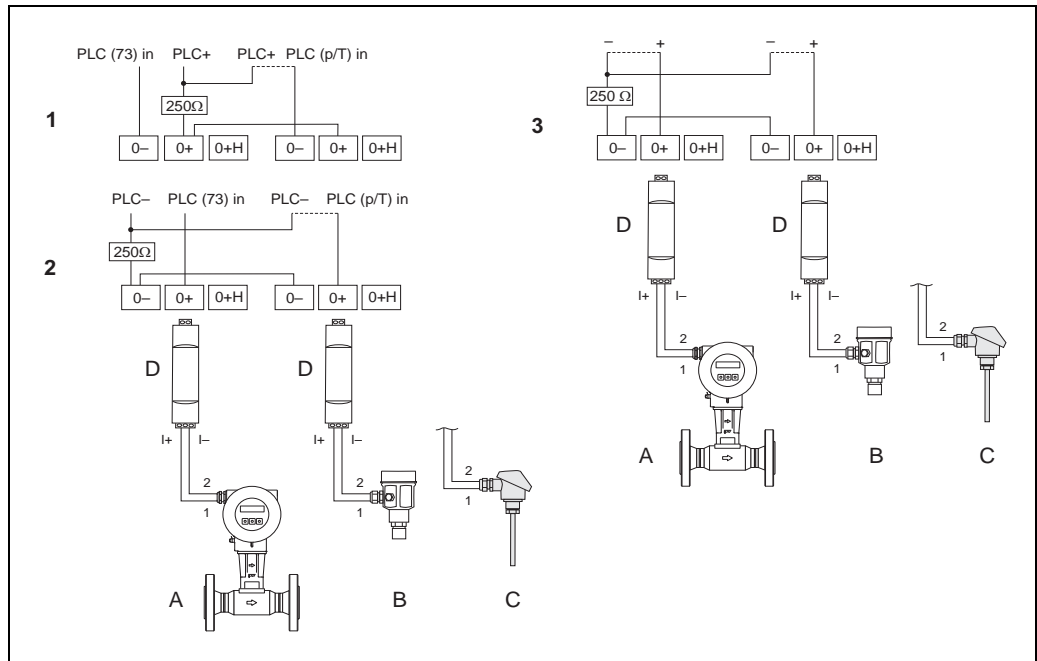 PLC (73) in PLC+ PLC+ PLC (p/T) in
250Ω
1
0– 0+ 0+H 0– 0+ 0+H
PLC– PLC (73) in PLC– PLC (p/T) in
250Ω
2
0– 0+ 0+H 0– 0+ 0+H
D D
I+ I– I+ I–
2 2 2
1 1 1
A B C
– + – +
250 Ω
3
0– 0+ 0+H 0– 0+ 0+H
D D
I+ I– I+ I–
2 2 2
1 1 1
A B C